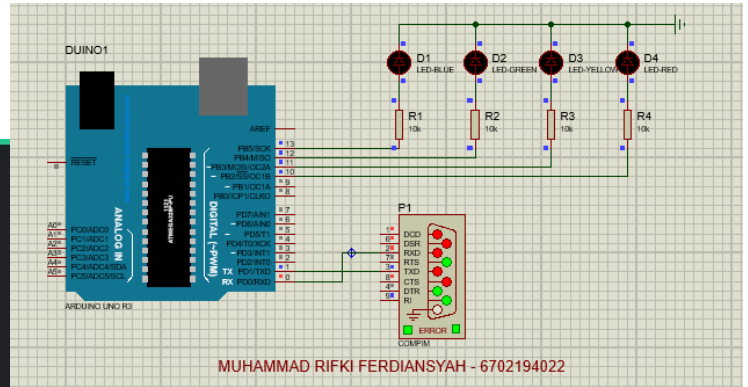 DUINO1
AREF
RESET
PB5/SCK
PB4/MISO
~PB3/MOSI/OC2A
~PB2/SS/OC1B
~PB1/OC1A
PB0/ICP1/CLKO
PD7/AIN1
~PD6/AIN0
~PD5/T1
PD4/T0/XCK
~PD3/INT1
PD2/INT0
TX PD1/TXD
RX PD0/RXD
13
12
11
10
9
8
7
6
5
4
3
2
1
0
DIGITAL (~PWM)
ANALOG IN
ATMEGA328P-PU
1121
A0
A1
A2
A3
A4
A5
PC0/ADC0
PC1/ADC1
PC2/ADC2
PC3/ADC3
PC4/ADC4/SDA
PC5/ADC5/SCL
ARDUINO UNO R3
D1
LED-BLUE
D2
LED-GREEN
D3
LED-YELLOW
D4
LED-RED
R1
10k
R2
10k
R3
10k
R4
10k
P1
1 DCD
6 DSR
2 RXD
7 RTS
3 TXD
8 CTS
4 DTR
9 RI
ERROR
COMPIM
MUHAMMAD RIFKI FERDIANSYAH - 6702194022